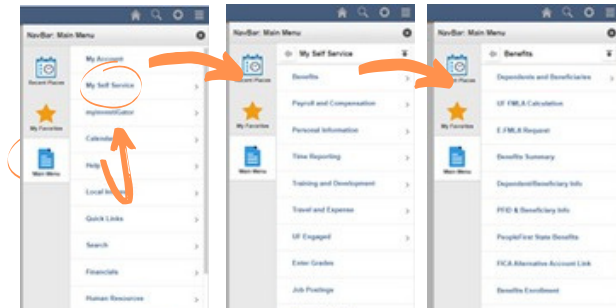 NavBar: Main Menu
Recent Places
My Favorites
Main Menu
My Account
My Self Service
myInvestiGator
Calendar
Help
Quick Links
Search
Financials
Human Resources
NavBar: Main Menu
Recent Places
My Favorites
Main Menu
My Self Service
Benefits
Payroll and Compensation
Personal Information
Time Reporting
Training and Development
Travel and Expense
UF Engaged
Enter Grades
Job Postings
NavBar: Main Menu
Places
My Favorites
Main Menu
Benefits
Dependents and Beneficiaries
UF FMLA Calculation
E-FMLA Request
Benefits Summary
Dependent/Beneficiary Info
PFID & Beneficiary Info
PeopleFirst State Benefits
FICA Alternative Account Link
Benefits Enrollment